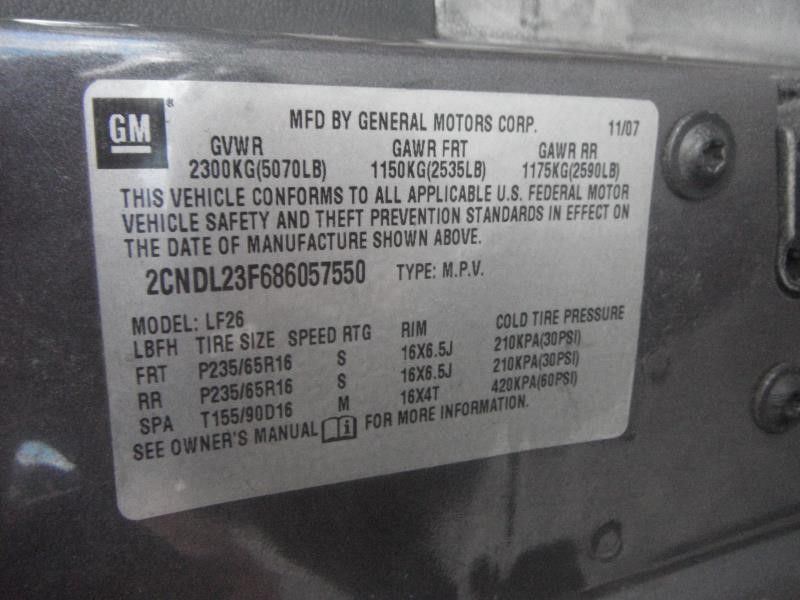 GM ® MFD BY GENERAL MOTORS CORP. 11/07
GVWR GAWR FRT GAWR RR
2300KG(5070LB) 1150KG(2535LB) 1175KG(2590LB)
THIS VEHICLE CONFORMS TO ALL APPLICABLE U.S. FEDERAL MOTOR
VEHICLE SAFETY AND THEFT PREVENTION STANDARDS IN EFFECT ON
THE DATE OF MANUFACTURE SHOWN ABOVE.
2CNDL23F686057550 TYPE: M.P.V.
MODEL: LF26
LBFH TIRE SIZE SPEED RTG RIM COLD TIRE PRESSURE
FRT P235/65R16 S 16X6.5J 210KPA(30PSI)
RR P235/65R16 S 16X6.5J 210KPA(30PSI)
SPA T155/90D16 M 16X4T 420KPA(60PSI)
SEE OWNER'S MANUAL i FOR MORE INFORMATION.